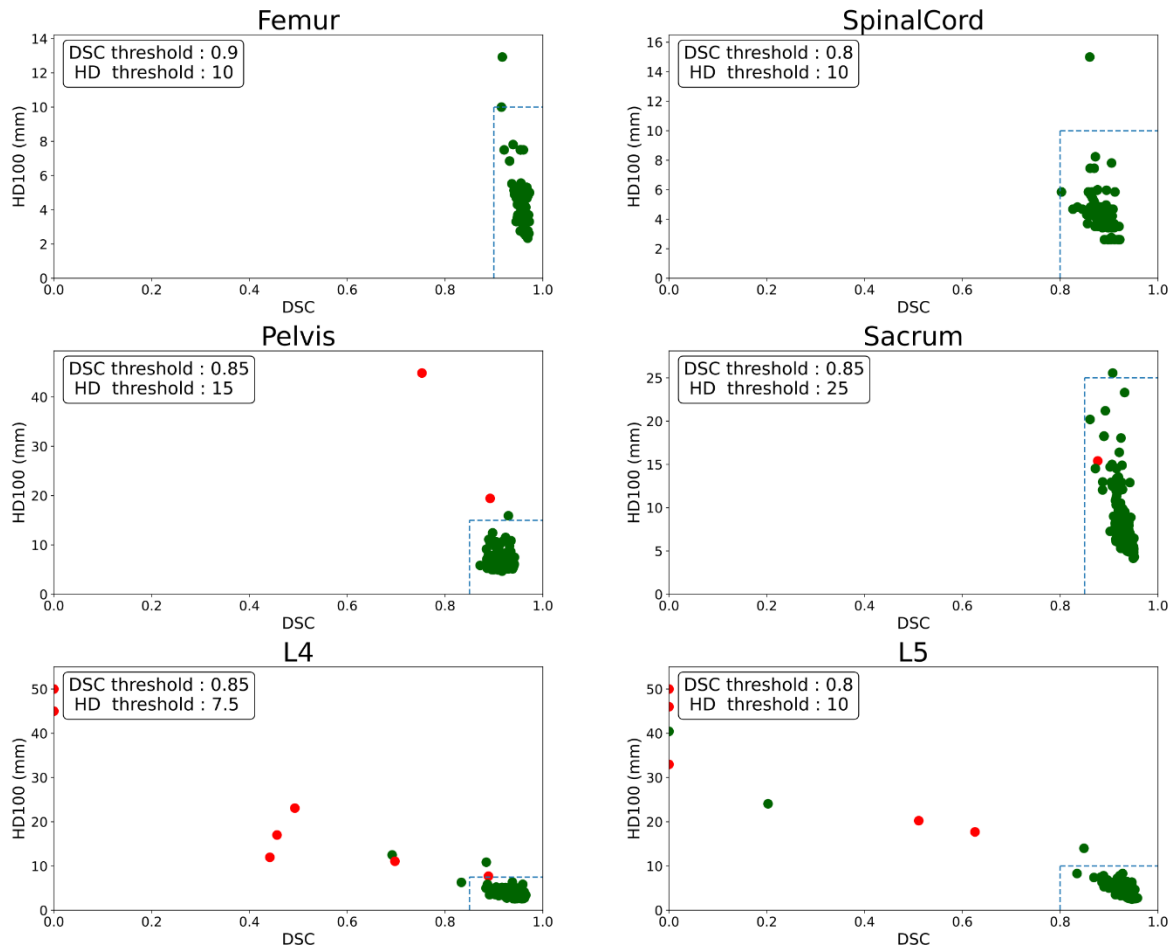 Femur
DSC threshold : 0.9
HD threshold : 10
14
12
10
8
6
4
2
0
HD100 (mm)
0.0 0.2 0.4 0.6 0.8 1.0
DSC
SpinalCord
DSC threshold : 0.8
HD threshold : 10
16
14
12
10
8
6
4
2
0
HD100 (mm)
0.0 0.2 0.4 0.6 0.8 1.0
DSC
Pelvis
DSC threshold : 0.85
HD threshold : 15
40
30
20
10
0
HD100 (mm)
0.0 0.2 0.4 0.6 0.8 1.0
DSC
Sacrum
DSC threshold : 0.85
HD threshold : 25
25
20
15
10
5
0
HD100 (mm)
0.0 0.2 0.4 0.6 0.8 1.0
DSC
L4
DSC threshold : 0.85
HD threshold : 7.5
50
40
30
20
10
0
HD100 (mm)
0.0 0.2 0.4 0.6 0.8 1.0
DSC
L5
DSC threshold : 0.8
HD threshold : 10
50
40
30
20
10
0
HD100 (mm)
0.0 0.2 0.4 0.6 0.8 1.0
DSC